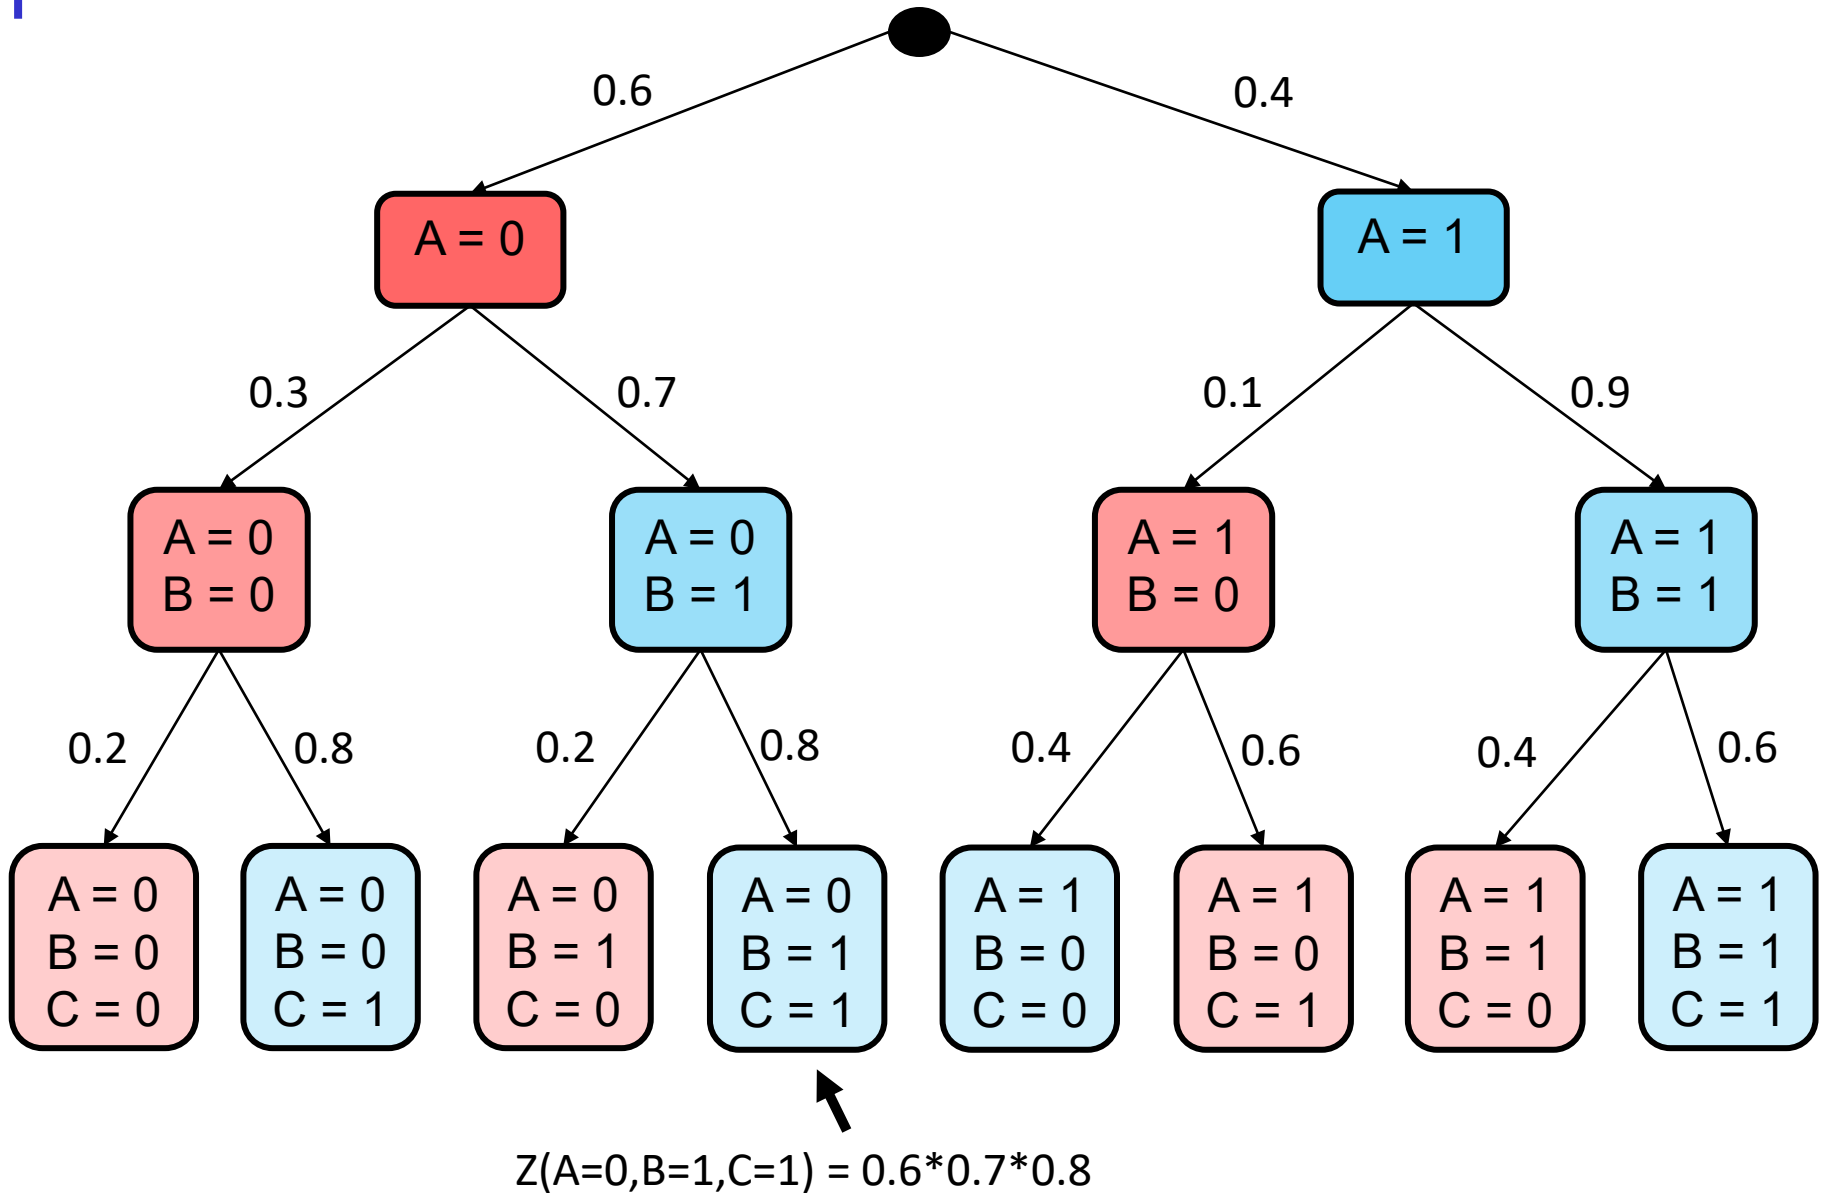 0.6
0.4
A = 0
A = 1
0.3
0.7
0.1
0.9
A = 0
B = 0
A = 0
B = 1
A = 1
B = 0
A = 1
B = 1
0.2
0.8
0.2
0.8
0.4
0.6
0.4
0.6
A = 0
B = 0
C = 0
A = 0
B = 0
C = 1
A = 0
B = 1
C = 0
A = 0
B = 1
C = 1
A = 1
B = 0
C = 0
A = 1
B = 0
C = 1
A = 1
B = 1
C = 0
A = 1
B = 1
C = 1
Z(A=0,B=1,C=1) = 0.6*0.7*0.8